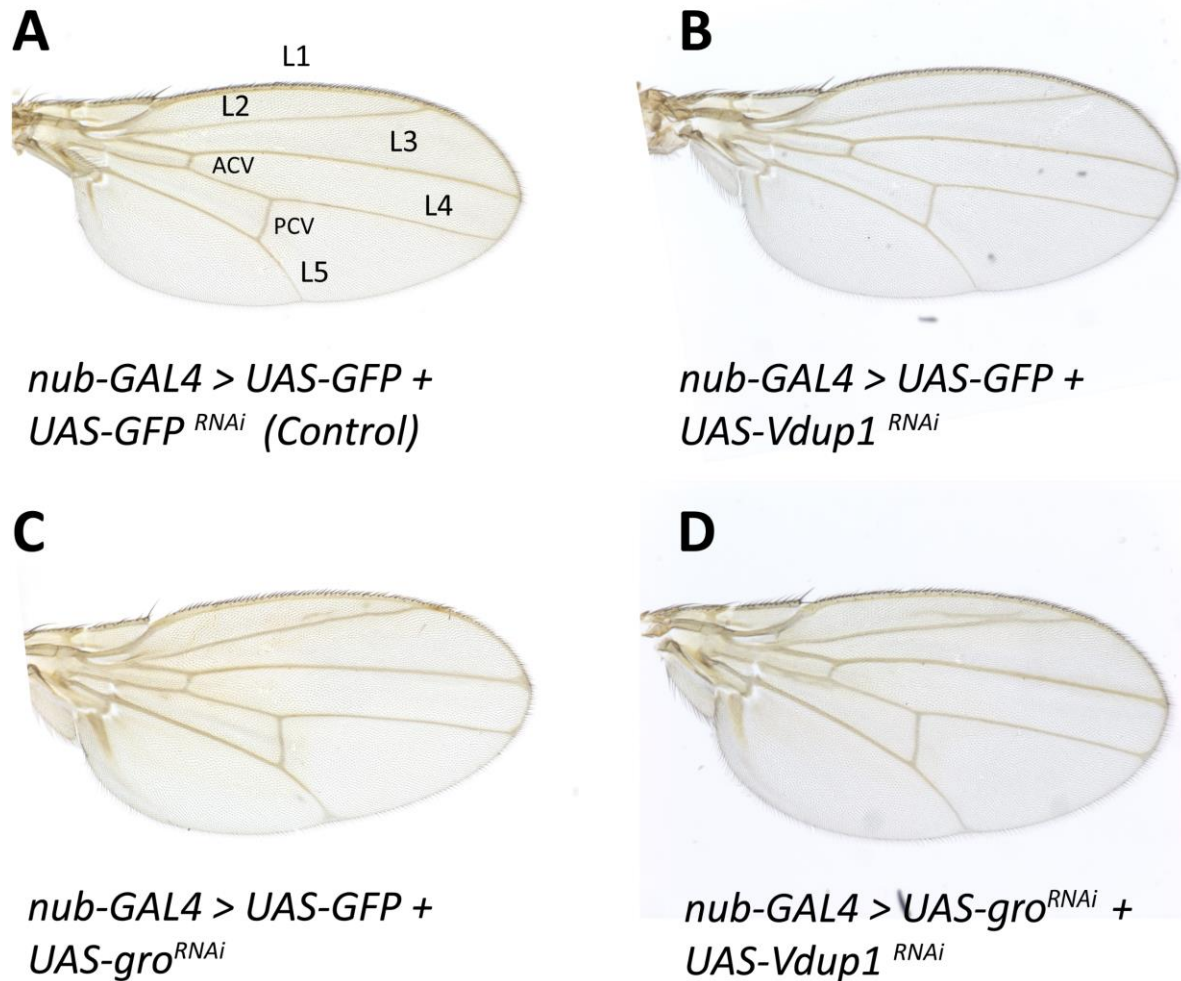 A
L1
L2
L3
ACV
L4
PCV
L5
nub-GAL4 > UAS-GFP +
UAS-GFP RNAi (Control)
B
nub-GAL4 > UAS-GFP +
UAS-Vdup1 RNAi
C
nub-GAL4 > UAS-GFP +
UAS-groRNAi
D
nub-GAL4 > UAS-groRNAi +
UAS-Vdup1 RNAi